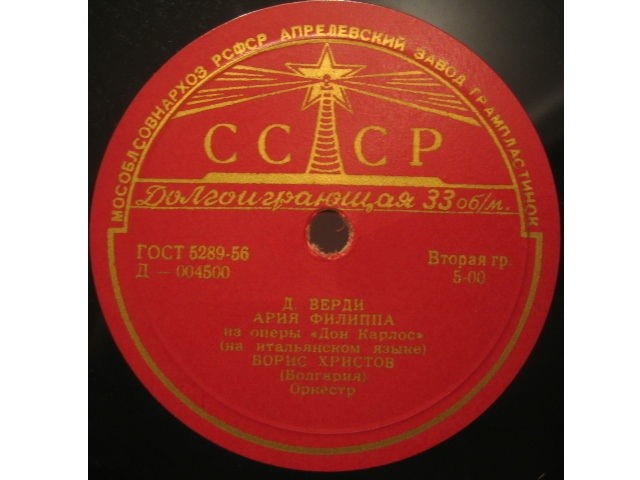 МОСОБЛСОВНАРХОЗ РСФСР АПРЕЛЕВСКИЙ ЗАВОД ГРАМПЛАСТИНОК
СССР
Долгоиграющая 33 об/м.
ГОСТ 5289-56
Д — 004500
Вторая гр.
5-00
Д. ВЕРДИ
АРИЯ ФИЛИППА
из оперы «Дон Карлос»
(на итальянском языке)
БОРИС ХРИСТОВ
(Болгария)
Оркестр